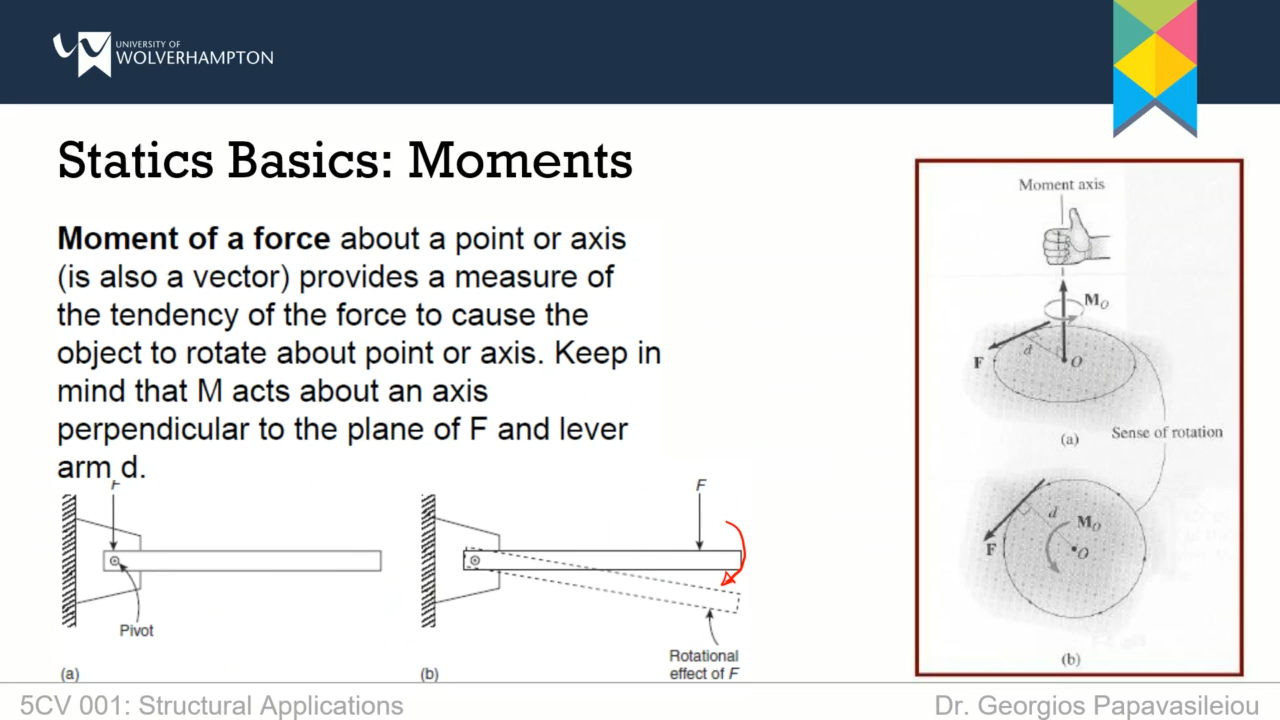 UNIVERSITY OF
WOLVERHAMPTON
Statics Basics: Moments
Moment of a force about a point or axis
(is also a vector) provides a measure of
the tendency of the force to cause the
object to rotate about point or axis. Keep in
mind that M acts about an axis
perpendicular to the plane of F and lever
arm d.
F
Pivot
(a)
F
Rotational
effect of F
(b)
Moment axis
Mo
F
d
O
(a)
Sense of rotation
d
Mo
F
O
(b)
5CV 001: Structural Applications
Dr. Georgios Papavasileiou